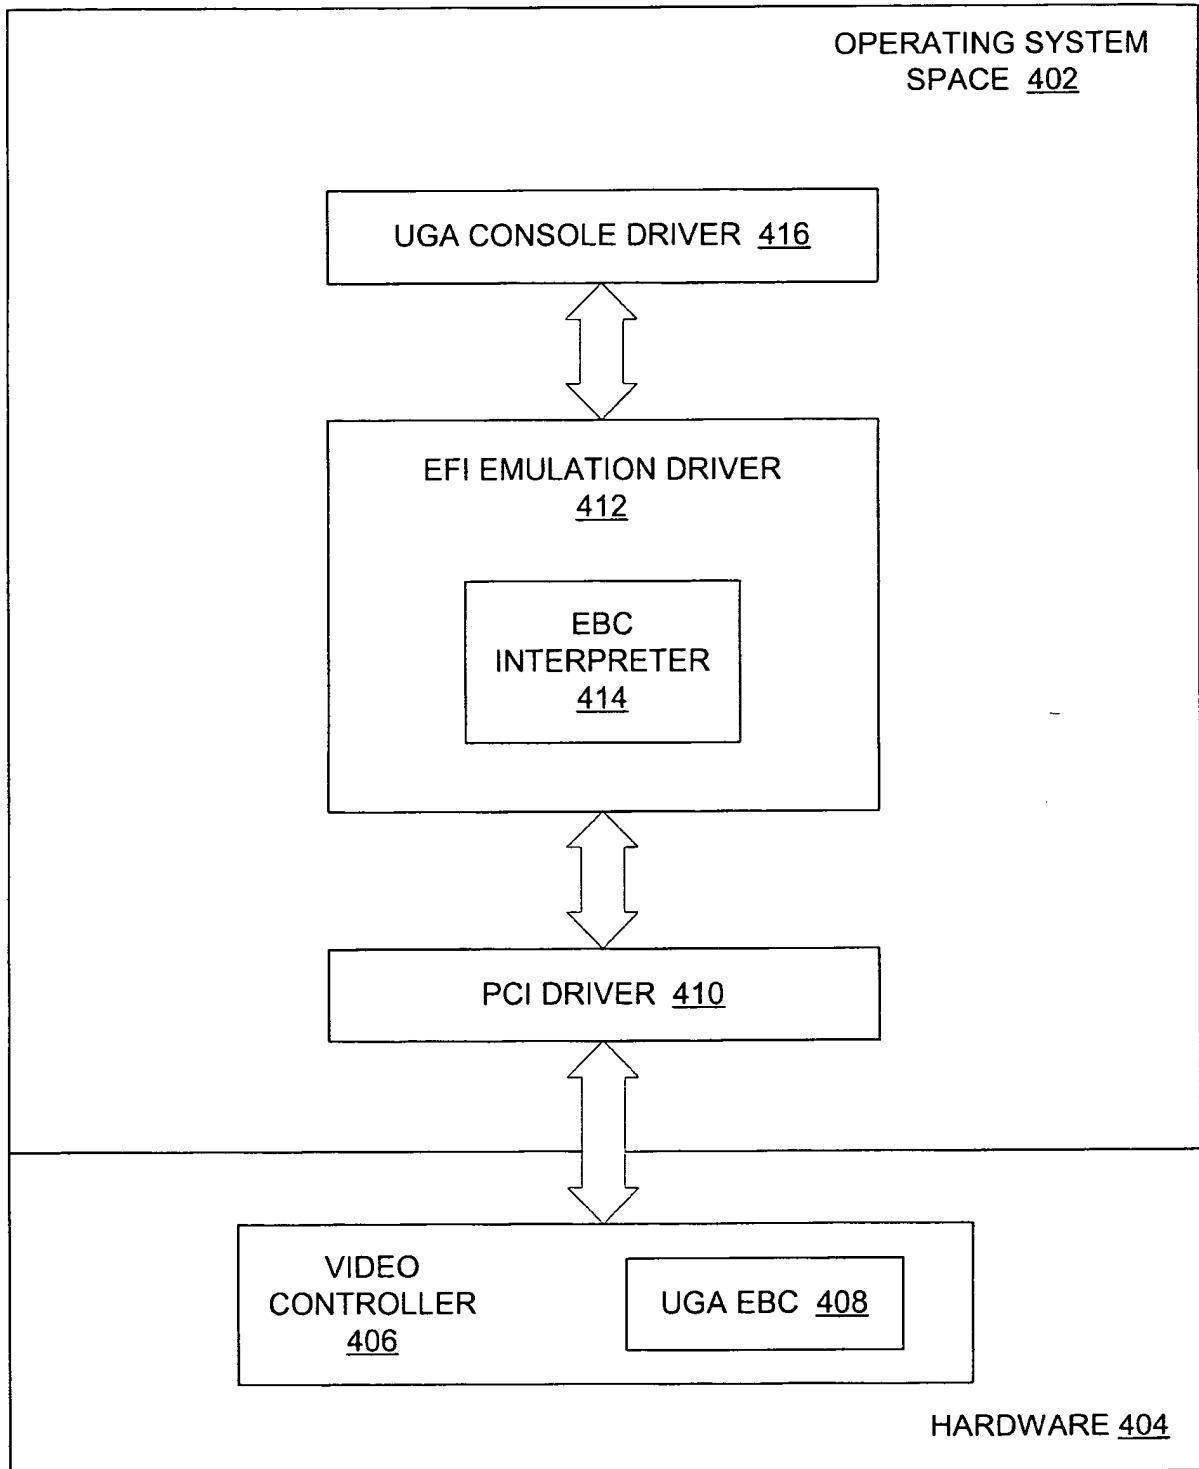 OPERATING SYSTEM
SPACE 402
UGA CONSOLE DRIVER 416
EFI EMULATION DRIVER
412
EBC
INTERPRETER
414
PCI DRIVER 410
VIDEO
CONTROLLER
406
UGA EBC 408
HARDWARE 404